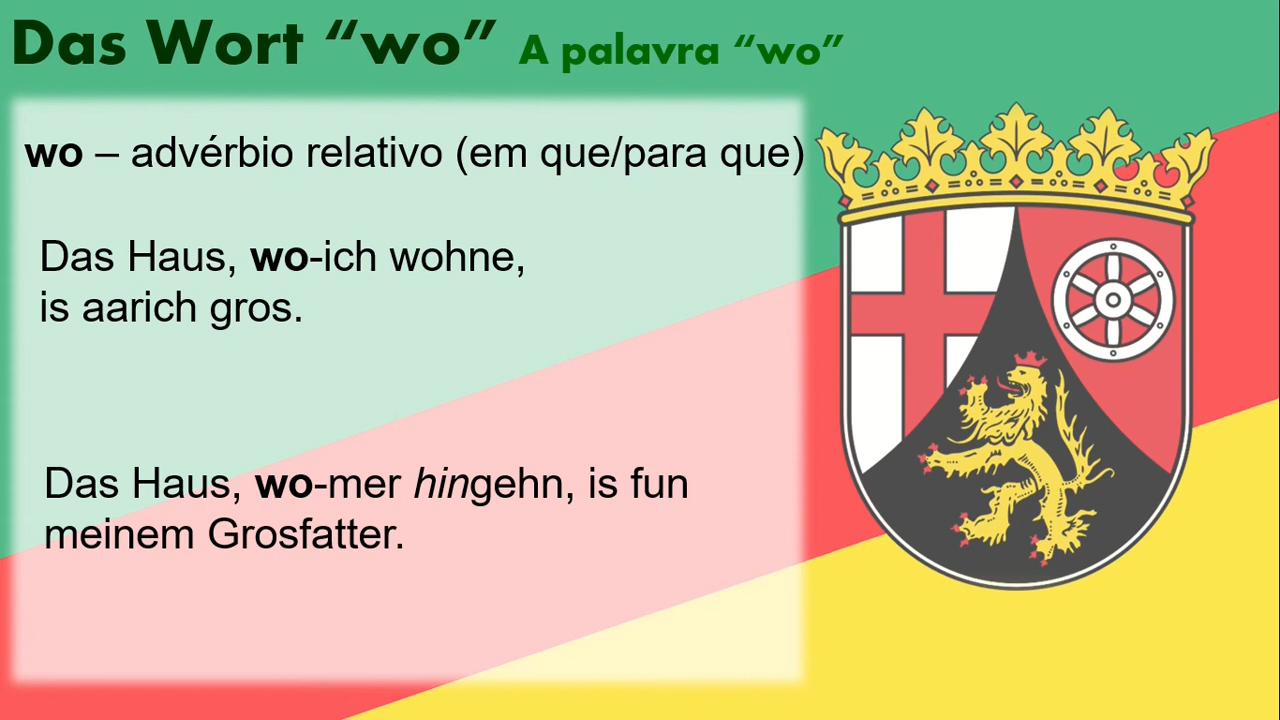 Das Wort “wo” A palavra “wo”
wo – advérbio relativo (em que/para que)
Das Haus, wo-ich wohne,
is aarich gros.
Das Haus, wo-mer hingehn, is fun
meinem Grosfatter.